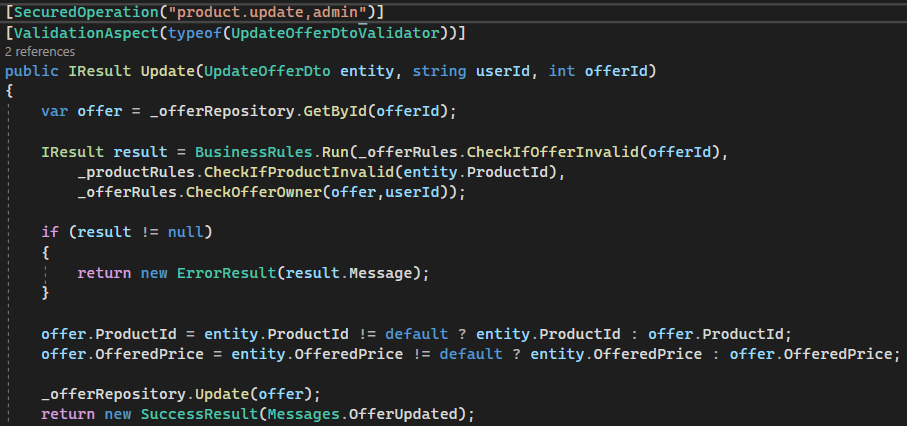 [SecuredOperation("product.update,admin")]
[ValidationAspect(typeof(UpdateOfferDtoValidator))]
2 references
public IResult Update(UpdateOfferDto entity, string userId, int offerId)
{
var offer = _offerRepository.GetById(offerId);
IResult result = BusinessRules.Run(_offerRules.CheckIfOfferInvalid(offerId),
_productRules.CheckIfProductInvalid(entity.ProductId),
_offerRules.CheckOfferOwner(offer,userId));
if (result != null)
{
return new ErrorResult(result.Message);
}
offer.ProductId = entity.ProductId != default ? entity.ProductId : offer.ProductId;
offer.OfferedPrice = entity.OfferedPrice != default ? entity.OfferedPrice : offer.OfferedPrice;
_offerRepository.Update(offer);
return new SuccessResult(Messages.OfferUpdated);